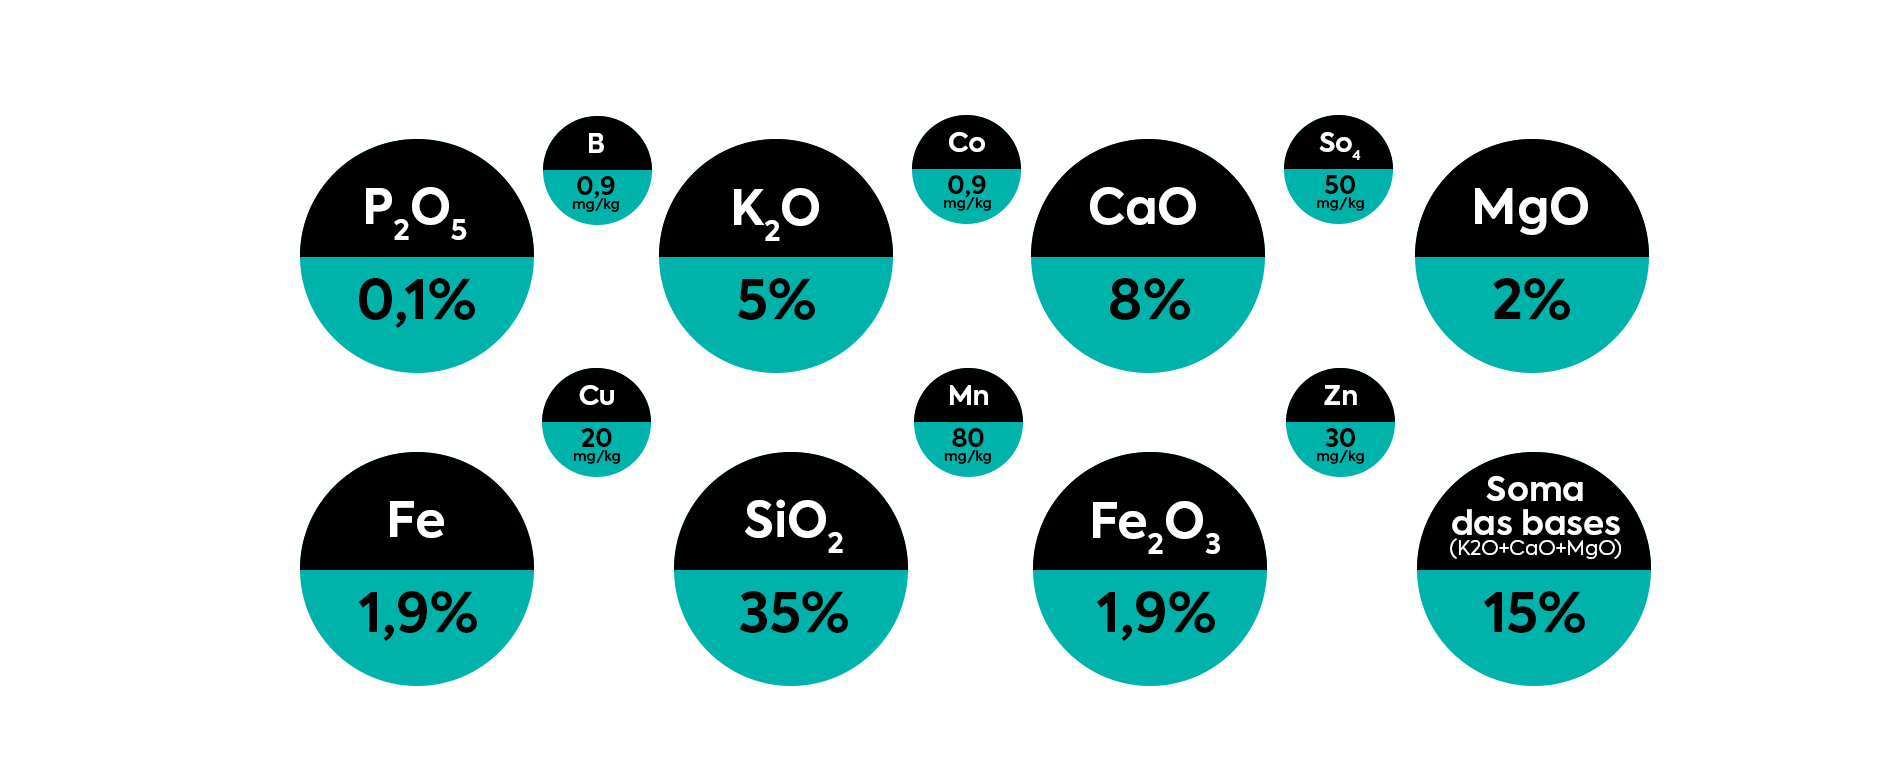 P₂O₅
0,1%
B
0,9
mg/kg
K₂O
5%
Co
0,9
mg/kg
CaO
8%
So₄
50
mg/kg
MgO
2%
Fe
1,9%
Cu
20
mg/kg
SiO₂
35%
Mn
80
mg/kg
Fe₂O₃
1,9%
Zn
30
mg/kg
Soma
das bases
(K2O+CaO+MgO)
15%